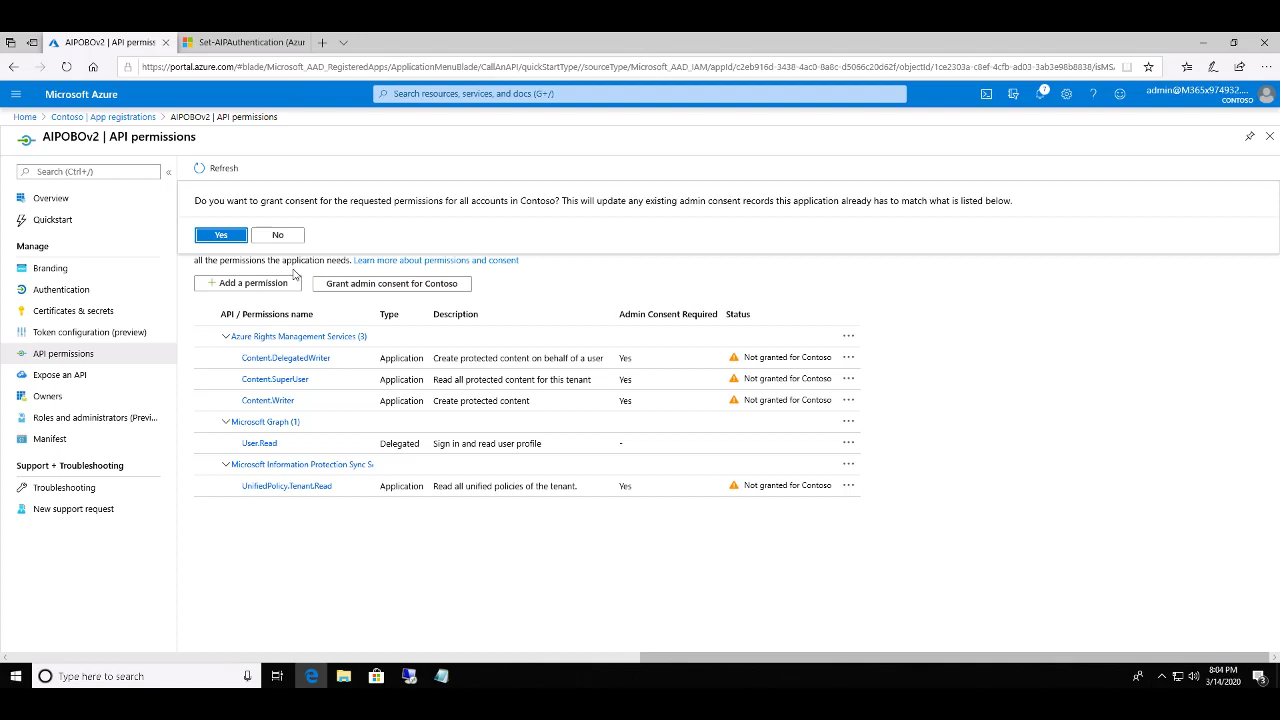 AIPOBOv2 | API permiss
Set-AIPAuthentication (Azur
https://portal.azure.com/#blade/Microsoft_AAD_RegisteredApps/ApplicationMenuBlade/CallAnAPI/quickStartType//sourceType/Microsoft_AAD_IAM/appId/c2eb916d-3438-4ac0-8a8c-d5066c20d62f/objectId/1ce2303a-c8ef-4cfb-ad03-3ab3e98b8838/isMS
Microsoft Azure
Search resources, services, and docs (G+/)
7
admin@M365x974932....
CONTOSO
Home > Contoso | App registrations > AIPOBOv2 | API permissions
AIPOBOv2 | API permissions
Search (Ctrl+/)
«
Refresh
Overview
Quickstart
Manage
Branding
Authentication
Certificates & secrets
Token configuration (preview)
API permissions
Expose an API
Owners
Roles and administrators (Previ...
Manifest
Support + Troubleshooting
Troubleshooting
New support request
Do you want to grant consent for the requested permissions for all accounts in Contoso? This will update any existing admin consent records this application already has to match what is listed below.
Yes No
all the permissions the application needs. Learn more about permissions and consent
+ Add a permission Grant admin consent for Contoso
API / Permissions name Type Description Admin Consent Required Status
Azure Rights Management Services (3) ...
Content.DelegatedWriter Application Create protected content on behalf of a user Yes Not granted for Contoso ...
Content.SuperUser Application Read all protected content for this tenant Yes Not granted for Contoso ...
Content.Writer Application Create protected content Yes Not granted for Contoso ...
Microsoft Graph (1) ...
User.Read Delegated Sign in and read user profile - ...
Microsoft Information Protection Sync Se ...
UnifiedPolicy.Tenant.Read Application Read all unified policies of the tenant. Yes Not granted for Contoso ...
Type here to search
8:04 PM
3/14/2020
3